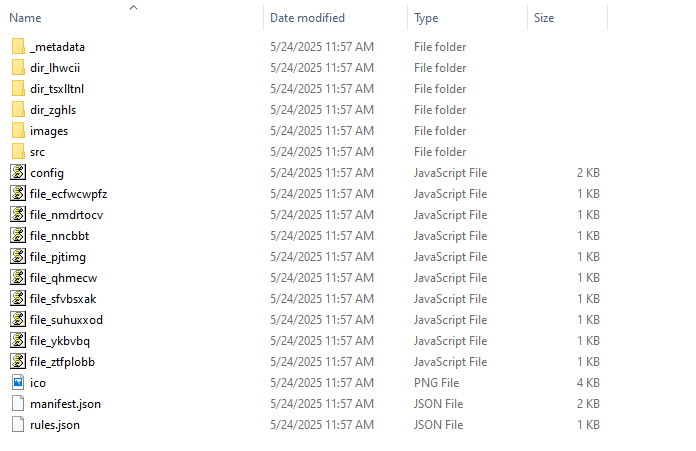 Name Date modified Type Size
_metadata 5/24/2025 11:57 AM File folder
dir_lhwcii 5/24/2025 11:57 AM File folder
dir_tsxlltnl 5/24/2025 11:57 AM File folder
dir_zghls 5/24/2025 11:57 AM File folder
images 5/24/2025 11:57 AM File folder
src 5/24/2025 11:57 AM File folder
config 5/24/2025 11:57 AM JavaScript File 2 KB
file_ecfwcwpfz 5/24/2025 11:57 AM JavaScript File 1 KB
file_nmdrtocv 5/24/2025 11:57 AM JavaScript File 1 KB
file_nncbbt 5/24/2025 11:57 AM JavaScript File 1 KB
file_pjtimg 5/24/2025 11:57 AM JavaScript File 1 KB
file_qhmecw 5/24/2025 11:57 AM JavaScript File 1 KB
file_sfvbsxak 5/24/2025 11:57 AM JavaScript File 1 KB
file_suhuxxod 5/24/2025 11:57 AM JavaScript File 1 KB
file_ykbvbq 5/24/2025 11:57 AM JavaScript File 1 KB
file_ztfplobb 5/24/2025 11:57 AM JavaScript File 1 KB
ico 5/24/2025 11:57 AM PNG File 4 KB
manifest.json 5/24/2025 11:57 AM JSON File 2 KB
rules.json 5/24/2025 11:57 AM JSON File 1 KB